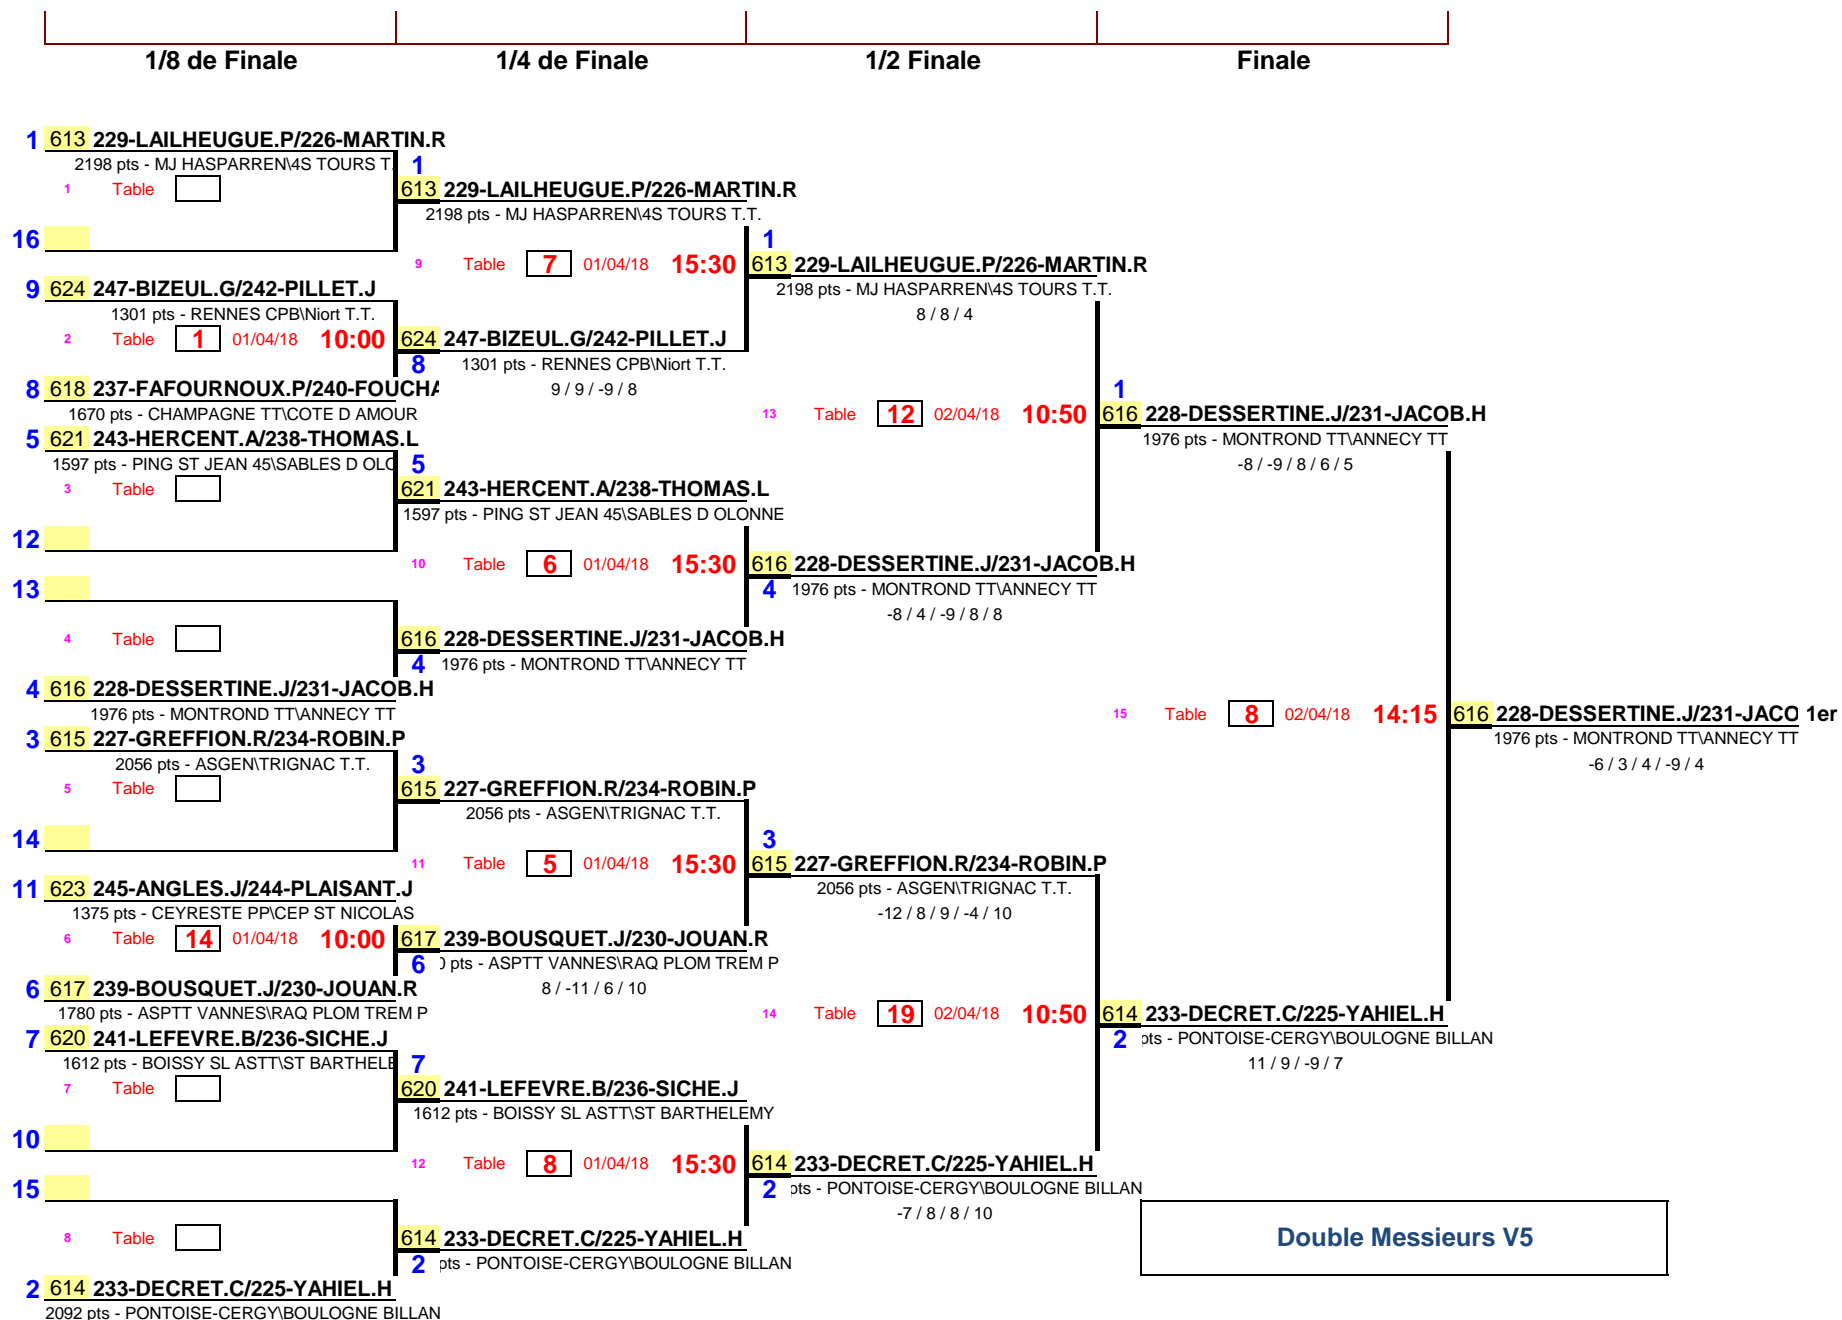 1/8 de Finale 1/4 de Finale 1/2 Finale Finale
1 613 229-LAILHEUGUE.P/226-MARTIN.R
2198 pts - MJ HASPARREN\4S TOURS T.
1 Table
16
9 624 247-BIZEUL.G/242-PILLET.J
1301 pts - RENNES CPB\Niort T.T.
2 Table 1 01/04/18 10:00
8 618 237-FAFOURNOUX.P/240-FOUCHA
1670 pts - CHAMPAGNE TT\COTE D AMOUR
5 621 243-HERCENT.A/238-THOMAS.L
1597 pts - PING ST JEAN 45\SABLES D OLO
3 Table
12
13
4 Table
4 616 228-DESSERTINE.J/231-JACOB.H
1976 pts - MONTROND TT\ANNECY TT
3 615 227-GREFFION.R/234-ROBIN.P
2056 pts - ASGEN\TRIGNAC T.T.
5 Table
14
11 623 245-ANGLES.J/244-PLAISANT.J
1375 pts - CEYRESTE PP\CEP ST NICOLAS
6 Table 14 01/04/18 10:00
6 617 239-BOUSQUET.J/230-JOUAN.R
1780 pts - ASPTT VANNES\RAQ PLOM TREM P
7 620 241-LEFEVRE.B/236-SICHE.J
1612 pts - BOISSY SL ASTT\ST BARTHELE
7 Table
10
15
8 Table
2 614 233-DECRET.C/225-YAHIEL.H
2092 pts - PONTOISE-CERGY\BOULOGNE BILLAN
1
613 229-LAILHEUGUE.P/226-MARTIN.R
2198 pts - MJ HASPARREN\4S TOURS T.T.
9 Table 7 01/04/18 15:30
624 247-BIZEUL.G/242-PILLET.J
8 1301 pts - RENNES CPB\Niort T.T.
9 / 9 / -9 / 8
5
621 243-HERCENT.A/238-THOMAS.L
1597 pts - PING ST JEAN 45\SABLES D OLONNE
10 Table 6 01/04/18 15:30
616 228-DESSERTINE.J/231-JACOB.H
4 1976 pts - MONTROND TT\ANNECY TT
3
615 227-GREFFION.R/234-ROBIN.P
2056 pts - ASGEN\TRIGNAC T.T.
11 Table 5 01/04/18 15:30
617 239-BOUSQUET.J/230-JOUAN.R
6 0 pts - ASPTT VANNES\RAQ PLOM TREM P
8 / -11 / 6 / 10
7
620 241-LEFEVRE.B/236-SICHE.J
1612 pts - BOISSY SL ASTT\ST BARTHELEMY
12 Table 8 01/04/18 15:30
614 233-DECRET.C/225-YAHIEL.H
2 pts - PONTOISE-CERGY\BOULOGNE BILLAN
1
613 229-LAILHEUGUE.P/226-MARTIN.R
2198 pts - MJ HASPARREN\4S TOURS T.T.
8 / 8 / 4
13 Table 12 02/04/18 10:50
616 228-DESSERTINE.J/231-JACOB.H
4 1976 pts - MONTROND TT\ANNECY TT
-8 / 4 / -9 / 8 / 8
3
615 227-GREFFION.R/234-ROBIN.P
2056 pts - ASGEN\TRIGNAC T.T.
-12 / 8 / 9 / -4 / 10
14 Table 19 02/04/18 10:50
614 233-DECRET.C/225-YAHIEL.H
2 pts - PONTOISE-CERGY\BOULOGNE BILLAN
-7 / 8 / 8 / 10
1
616 228-DESSERTINE.J/231-JACOB.H
1976 pts - MONTROND TT\ANNECY TT
-8 / -9 / 8 / 6 / 5
15 Table 8 02/04/18 14:15
614 233-DECRET.C/225-YAHIEL.H
2 pts - PONTOISE-CERGY\BOULOGNE BILLAN
11 / 9 / -9 / 7
616 228-DESSERTINE.J/231-JACO 1er
1976 pts - MONTROND TT\ANNECY TT
-6 / 3 / 4 / -9 / 4
Double Messieurs V5